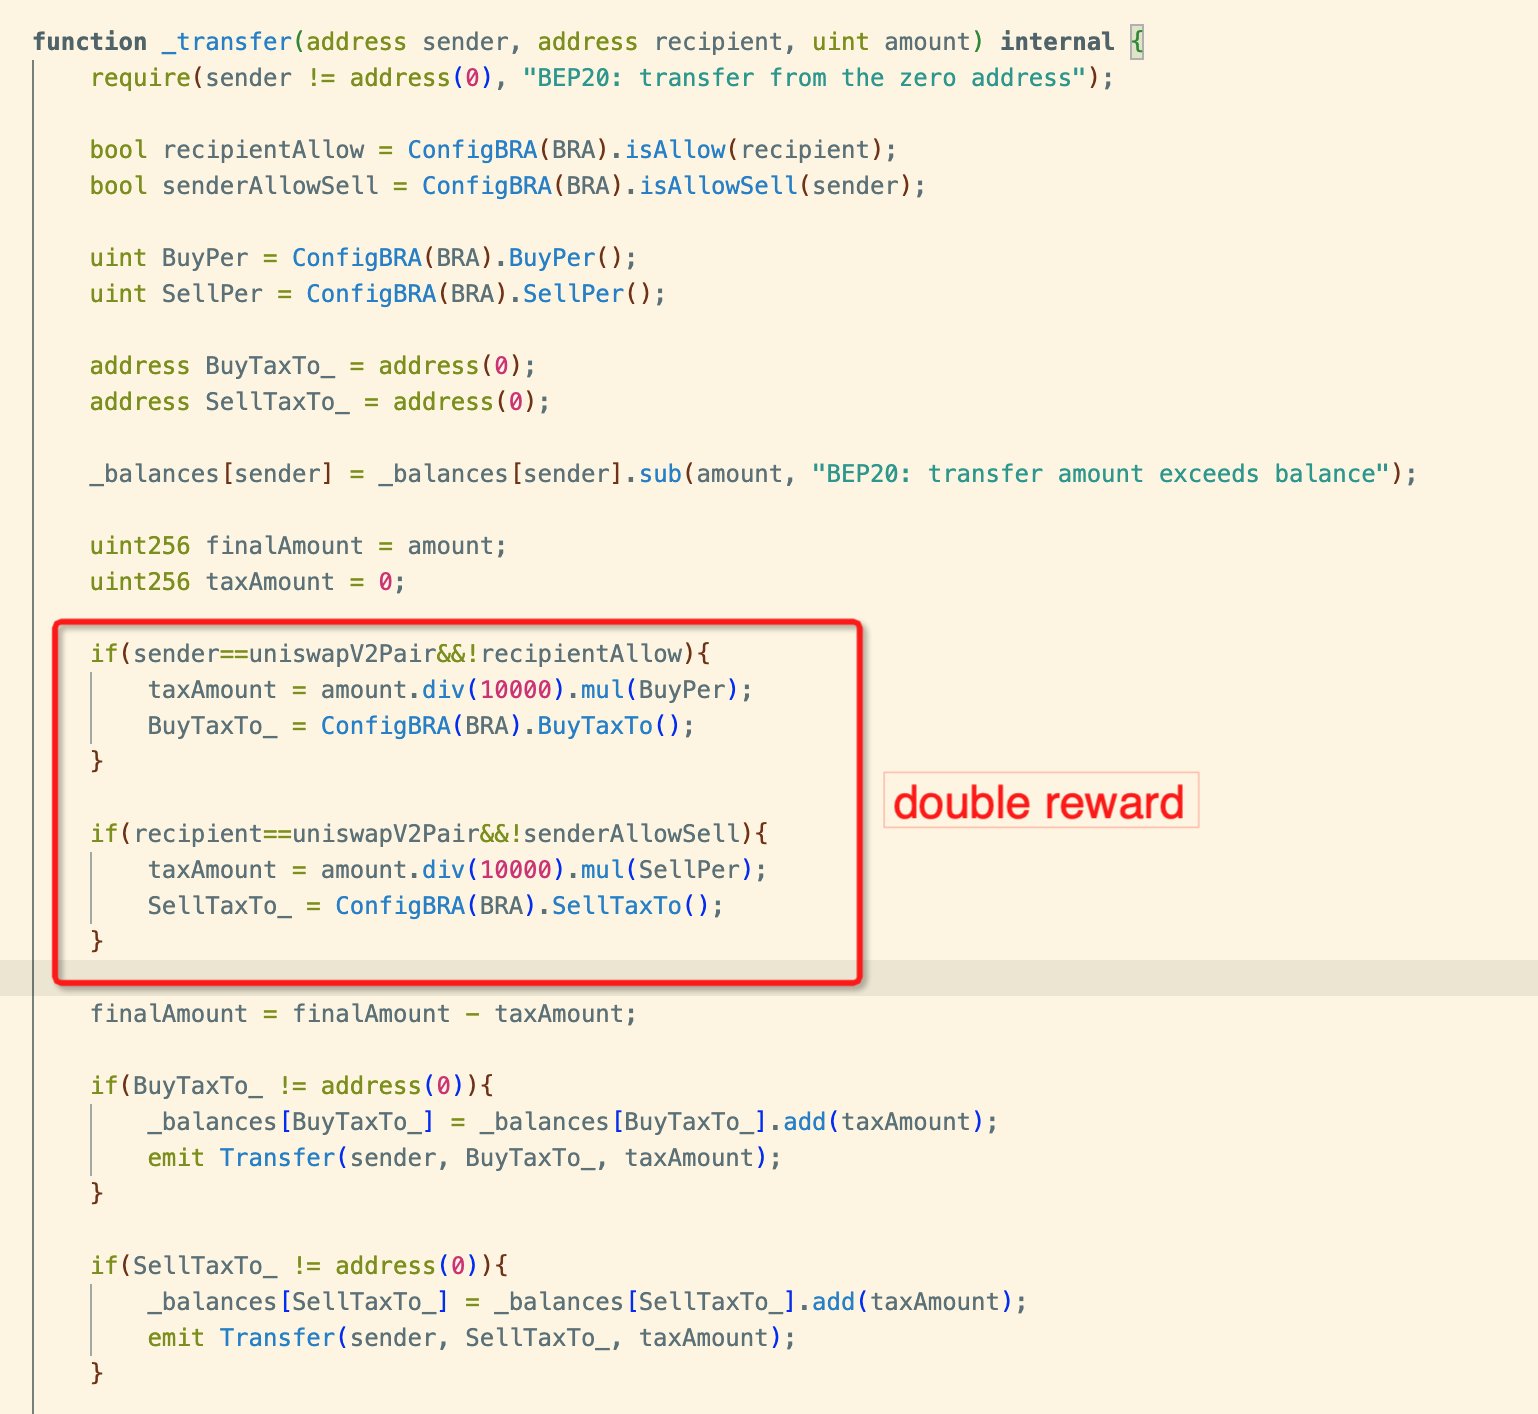 function _transfer(address sender, address recipient, uint amount) internal {
    require(sender != address(0), "BEP20: transfer from the zero address");
    bool recipientAllow = ConfigBRA(BRA).isAllow(recipient);
    bool senderAllowSell = ConfigBRA(BRA).isAllowSell(sender);
    uint BuyPer = ConfigBRA(BRA).BuyPer();
    uint SellPer = ConfigBRA(BRA).SellPer();
    address BuyTaxTo_ = address(0);
    address SellTaxTo_ = address(0);
    _balances[sender] = _balances[sender].sub(amount, "BEP20: transfer amount exceeds balance");
    uint256 finalAmount = amount;
    uint256 taxAmount = 0;
    if(sender==uniswapV2Pair&&!recipientAllow){
        taxAmount = amount.div(10000).mul(BuyPer);
        BuyTaxTo_ = ConfigBRA(BRA).BuyTaxTo();
    }
double reward
    if(recipient==uniswapV2Pair&&!senderAllowSell){
        taxAmount = amount.div(10000).mul(SellPer);
        SellTaxTo_ = ConfigBRA(BRA).SellTaxTo();
    }
    finalAmount = finalAmount - taxAmount;
    if(BuyTaxTo_ != address(0)){
        _balances[BuyTaxTo_] = _balances[BuyTaxTo_].add(taxAmount);
        emit Transfer(sender, BuyTaxTo_, taxAmount);
    }
    if(SellTaxTo_ != address(0)){
        _balances[SellTaxTo_] = _balances[SellTaxTo_].add(taxAmount);
        emit Transfer(sender, SellTaxTo_, taxAmount);
    }